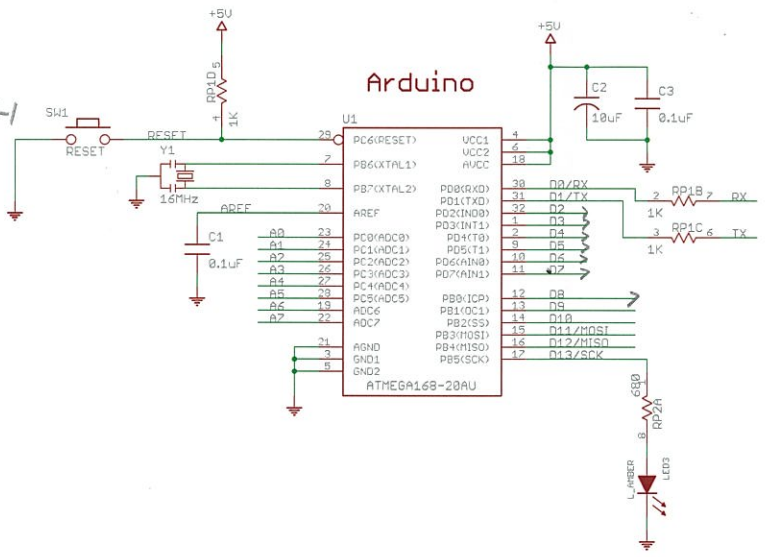 +5V
+5V
Arduino
RP1D
5
4
1K
C2
10uF
C3
0.1uF
SW1
RESET
RESET
U1
29 PC6(RESET)
VCC1 4
VCC2 6
AVCC 18
Y1
16MHz
7 PB6(XTAL1)
8 PB7(XTAL2)
AREF 20 AREF
C1
0.1uF
A0 23 PC0(ADC0)
A1 24 PC1(ADC1)
A2 25 PC2(ADC2)
A3 26 PC3(ADC3)
A4 27 PC4(ADC4)
A5 28 PC5(ADC5)
A6 19 ADC6
A7 22 ADC7
21 AGND
3 GND1
5 GND2
PD0(RXD) 30 D0/RX
PD1(TXD) 31 D1/TX
PD2(IND0) 32 D2
PD3(INT1) 1 D3
PD4(T0) 2 D4
PD5(T1) 9 D5
PD6(AIN0) 10 D6
PD7(AIN1) 11 D7
PB0(ICP) 12 D8
PB1(OC1) 13 D9
PB2(SS) 14 D10
PB3(MOSI) 15 D11/MOSI
PB4(MISO) 16 D12/MISO
PB5(SCK) 17 D13/SCK
ATMEGA168-20AU
2 RP1B 7 RX
1K
3 RP1C 6 TX
1K
680
1
RP2A
8
L_AMBER
LED3